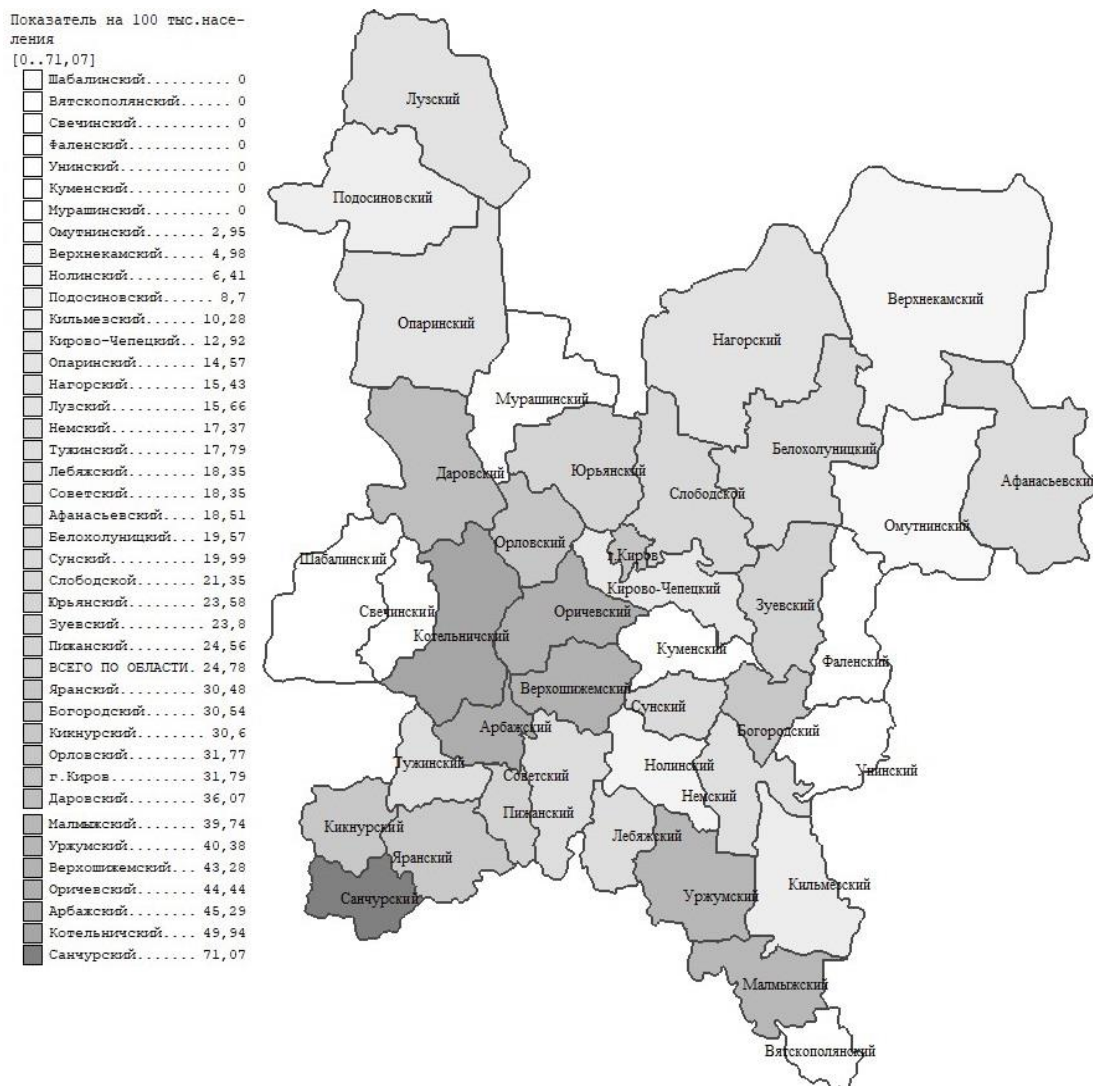 Показатель на 100 тыс.насе-
ления
[0..71,07]
Шабалинский.......... 0
Вятскополянский...... 0
Свечинский........... 0
Фаленский............ 0
Унинский............. 0
Куменский............ 0
Мурашинский.......... 0
Омутнинский....... 2,95
Верхнекамский..... 4,98
Нолинский......... 6,41
Подосиновский...... 8,7
Кильмезский...... 10,28
Кирово-Чепецкий.. 12,92
Опаринский....... 14,57
Нагорский........ 15,43
Лузский.......... 15,66
Немский.......... 17,37
Тужинский........ 17,79
Лебяжский........ 18,35
Советский........ 18,35
Афанасьевский.... 18,51
Белохолуницкий... 19,57
Сунский.......... 19,99
Слободской....... 21,35
Юрьянский........ 23,58
Зуевский.......... 23,8
Пижанский........ 24,56
ВСЕГО ПО ОБЛАСТИ. 24,78
Яранский......... 30,48
Богородский...... 30,54
Кикнурский........ 30,6
Орловский........ 31,77
г.Киров.......... 31,79
Даровский........ 36,07
Малмыжский....... 39,74
Уржумский........ 40,38
Верхошижемский... 43,28
Оричевский....... 44,44
Арбажский........ 45,29
Котельничский.... 49,94
Санчурский....... 71,07
Лузский
Подосиновский
Опаринский
Верхнекамский
Нагорский
Мурашинский
Даровский
Юрьянский
Слободской
Белохолуницкий
Афанасьевский
Омутнинский
Шабалинский
Свечинский
Орловский
г.Киров
Кирово-Чепецкий
Зуевский
Котельничский
Оричевский
Куменский
Фаленский
Верхошижемский
Сунский
Богородский
Арбажский
Тужинский
Советский
Нолинский
Унинский
Немский
Пижанский
Кикнурский
Лебяжский
Яранский
Санчурский
Уржумский
Кильмезский
Малмыжский
Вятскополянский